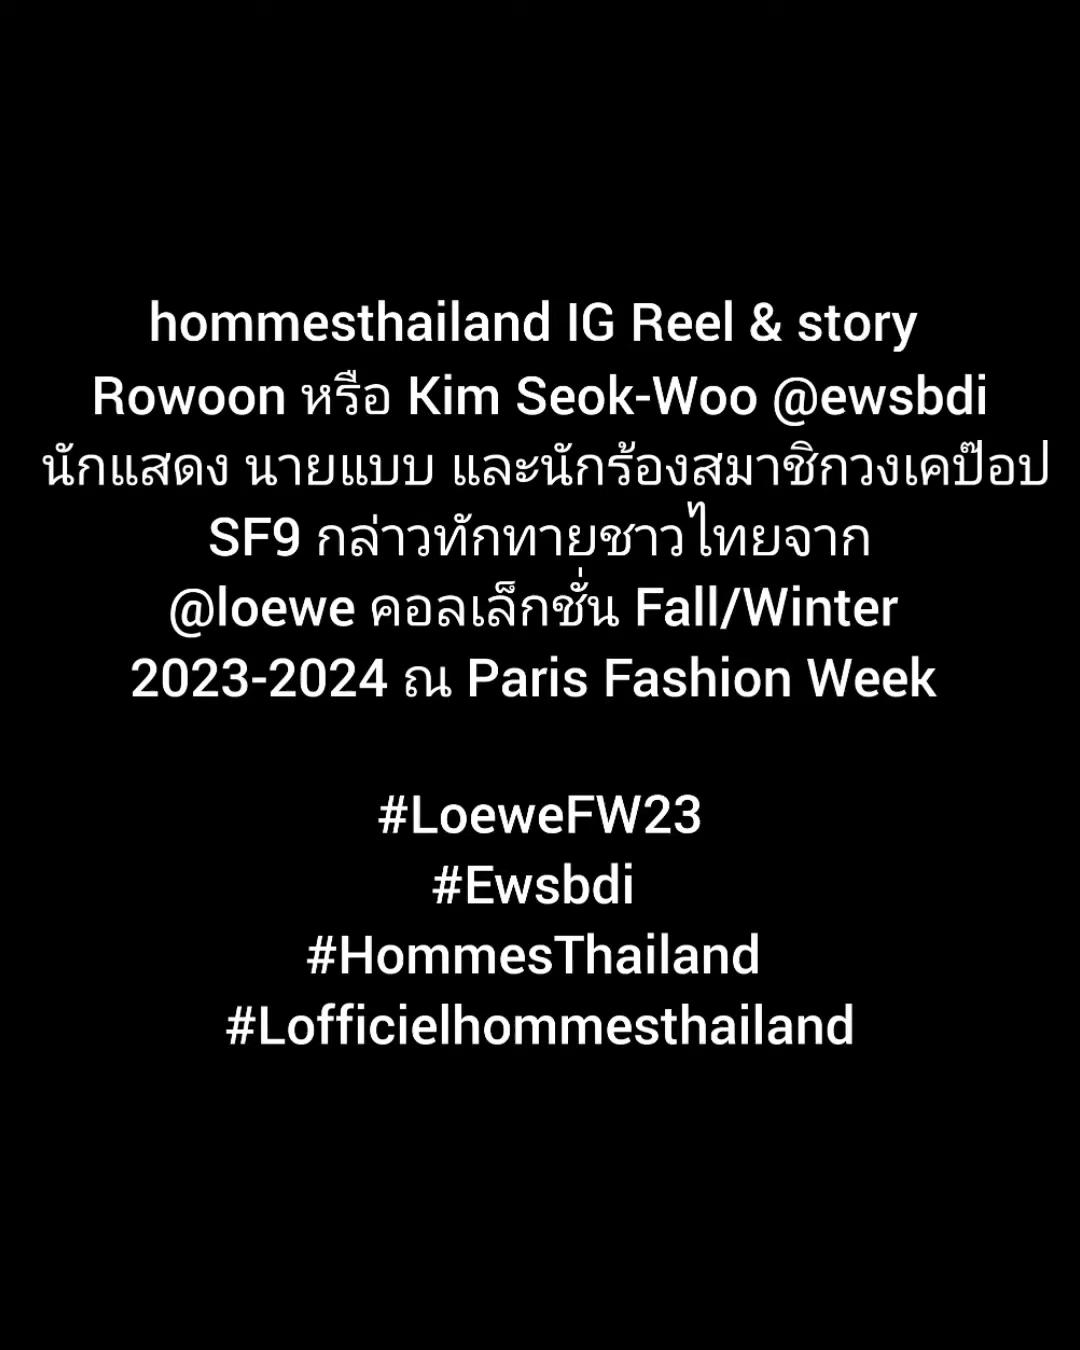 hommesthailand IG Reel & story
Rowoon หรือ Kim Seok-Woo @ewsbdi
นักแสดง นายแบบ และนักร้องสมาชิกวงเคป๊อป
SF9 กล่าวทักทายชาวไทยจาก
@loewe คอลเล็กชั่น Fall/Winter
2023-2024 ณ Paris Fashion Week
#LoeweFW23
#Ewsbdi
#HommesThailand
#Lofficielhommesthailand